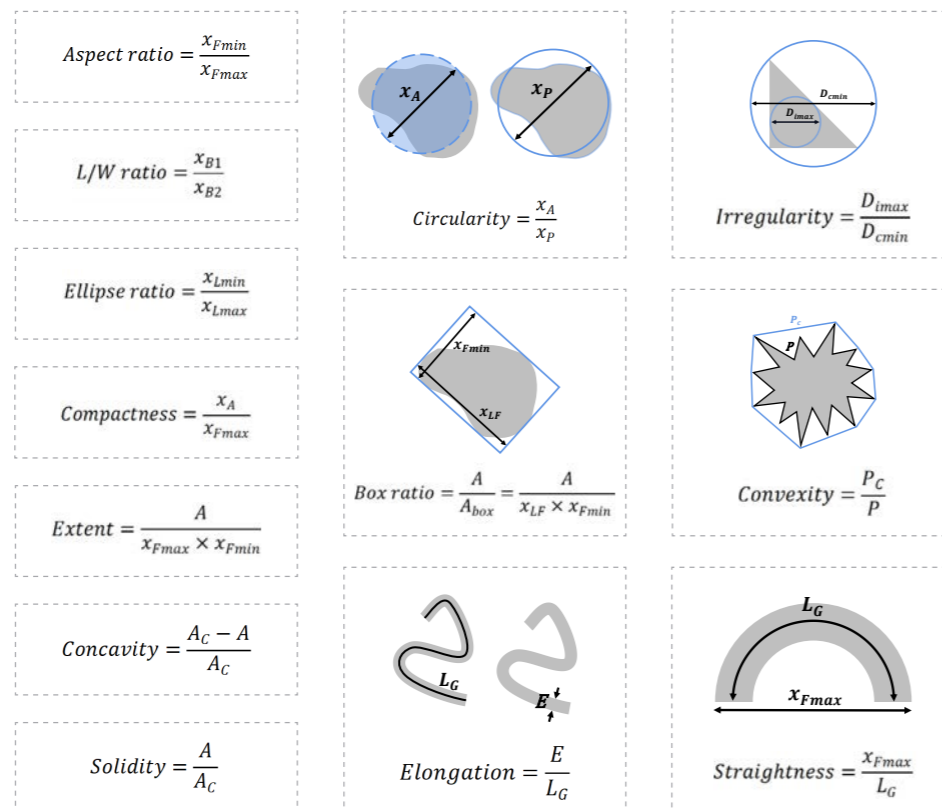 Aspect ratio = x_Fmin / x_Fmax
L/W ratio = x_B1 / x_B2
Ellipse ratio = x_Lmin / x_Lmax
Compactness = x_A / x_Fmax
Extent = A / (x_Fmax × x_Fmin)
Concavity = (A_C − A) / A_C
Solidity = A / A_C
x_A
x_P
Circularity = x_A / x_P
x_Fmin
x_LF
Box ratio = A / A_box = A / (x_LF × x_Fmin)
L_G
E
Elongation = E / L_G
D_cmin
D_imax
Irregularity = D_imax / D_cmin
P_c
P
Convexity = P_C / P
L_G
x_Fmax
Straightness = x_Fmax / L_G